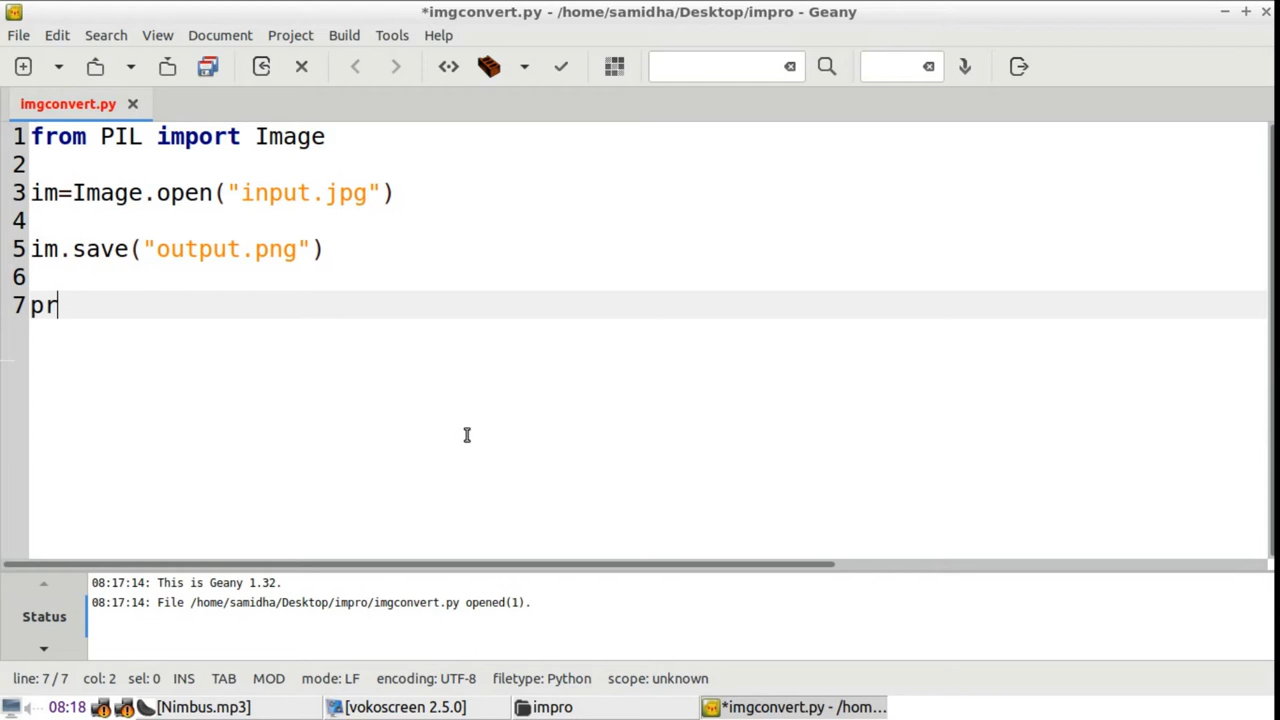 *imgconvert.py - /home/samidha/Desktop/impro - Geany
File Edit Search View Document Project Build Tools Help
imgconvert.py
1 from PIL import Image
2
3 im=Image.open("input.jpg")
4
5 im.save("output.png")
6
7 pr
08:17:14: This is Geany 1.32.
08:17:14: File /home/samidha/Desktop/impro/imgconvert.py opened(1).
Status
line: 7 / 7 col: 2 sel: 0 INS TAB MOD mode: LF encoding: UTF-8 filetype: Python scope: unknown
08:18 [Nimbus.mp3] [vokoscreen 2.5.0] impro *imgconvert.py - /hom...